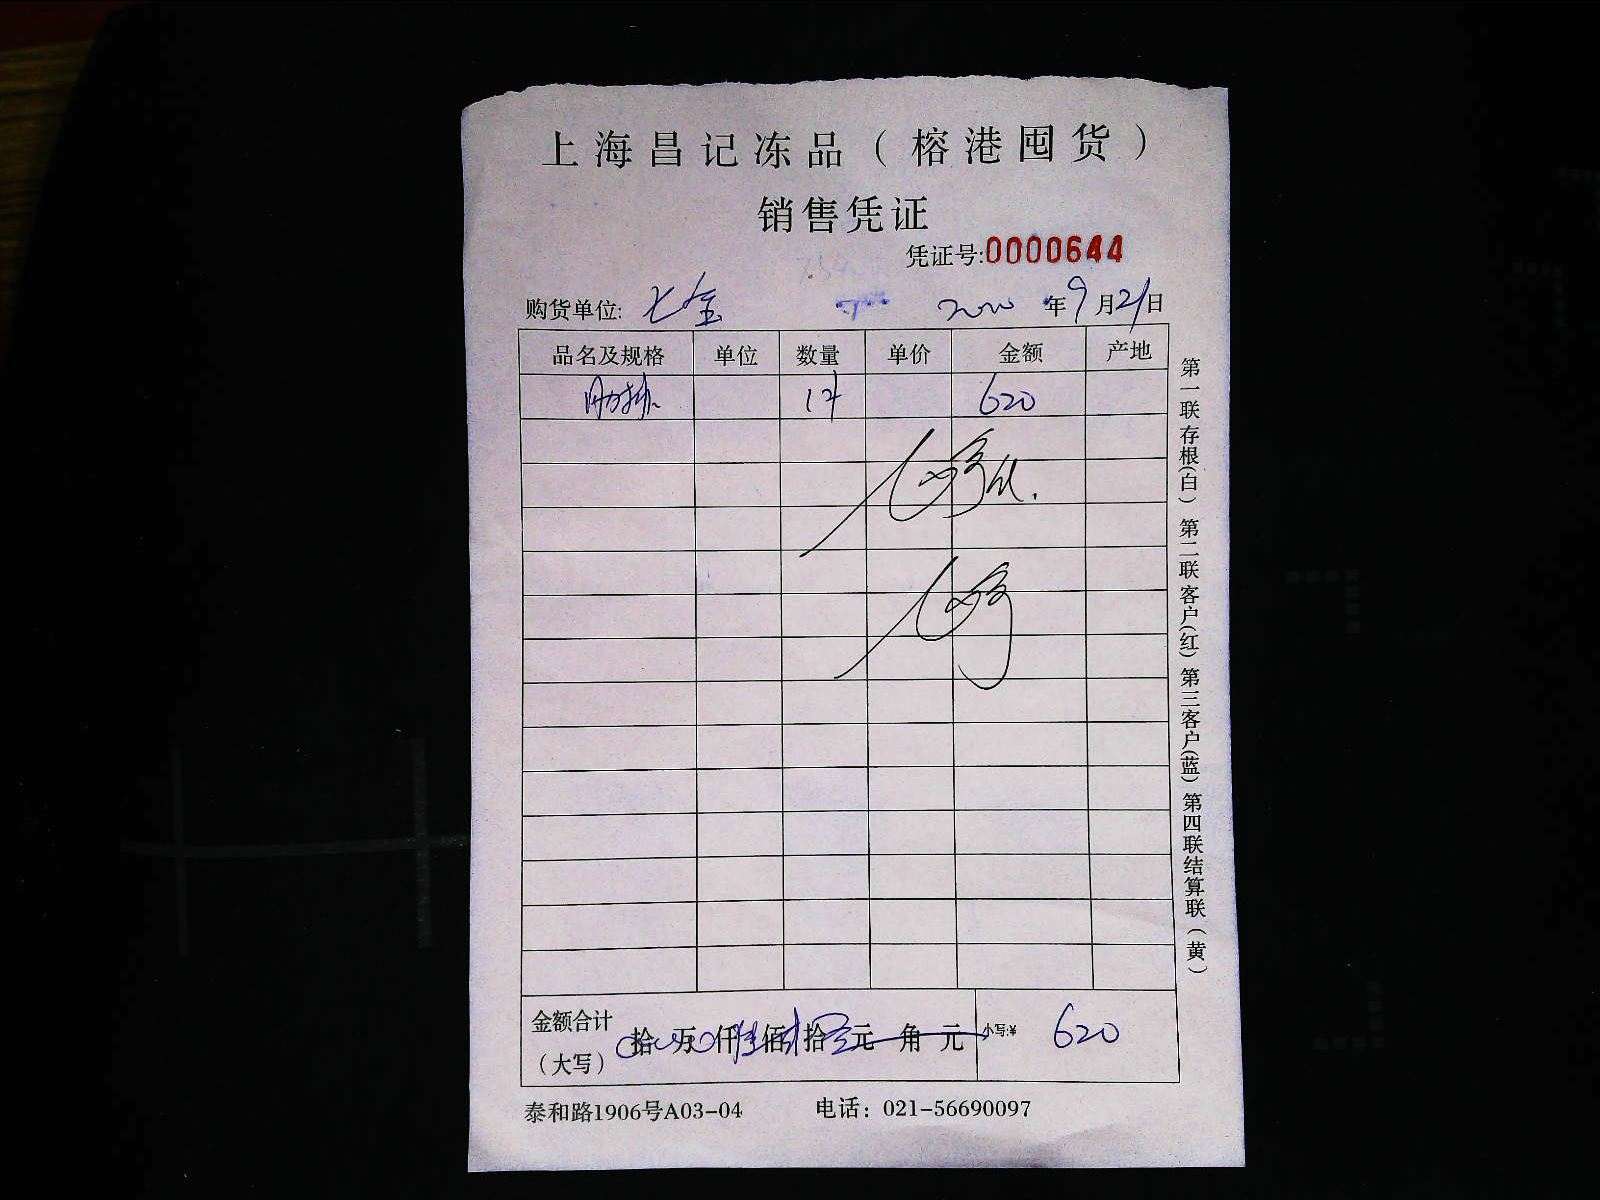 上海昌记冻品（榕港囤货）
销售凭证
凭证号:0000644
购货单位: 七宝 2020 年 9 月 21 日
品名及规格 单位 数量 单价 金额 产地
肋排 1件 620
金额合计 拾 万 仟 佰 拾 元 角 元 小写:¥ 620
（大写）
泰和路1906号A03-04 电话：021-56690097
第一联存根(白) 第二联客户(红) 第三客户(蓝) 第四联结算联(黄)